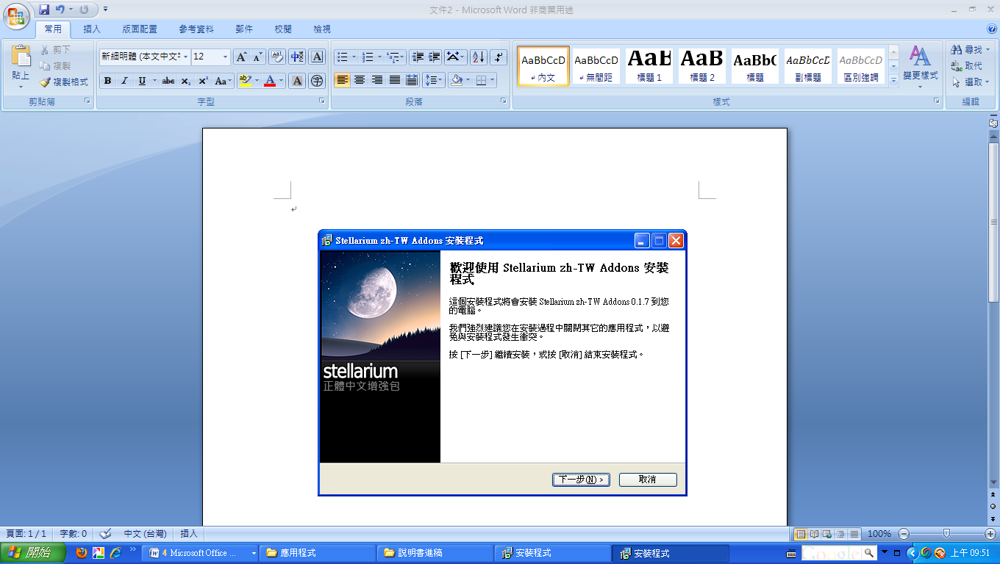 文件2 - Microsoft Word 非商業用途
常用 插入 版面配置 參考資料 郵件 校閱 檢視
貼上
剪下
複製
複製格式
剪貼簿
新細明體 (本文中文字 12
字型
段落
AaBbCcD AaBbCcD AaB AaB AaBbC AaBbCcD AaBbCcD
內文 無間距 標題 1 標題 2 標題 副標題 區別強調
變更樣式
樣式
尋找
取代
選取
編輯
Stellarium zh-TW Addons 安裝程式
歡迎使用 Stellarium zh-TW Addons 安裝
程式
這個安裝程式將會安裝 Stellarium zh-TW Addons 0.1.7 到您
的電腦。
我們強烈建議您在安裝過程中關閉其它的應用程式，以避
免與安裝程式發生衝突。
按 [下一步] 繼續安裝，或按 [取消] 結束安裝程式。
stellarium
正體中文增強包
下一步(N) > 取消
頁面: 1 / 1 字數: 0 中文 (台灣) 插入 100%
開始 4 Microsoft Office ... 應用程式 說明書進稿 安裝程式 安裝程式 Google 上午 09:51